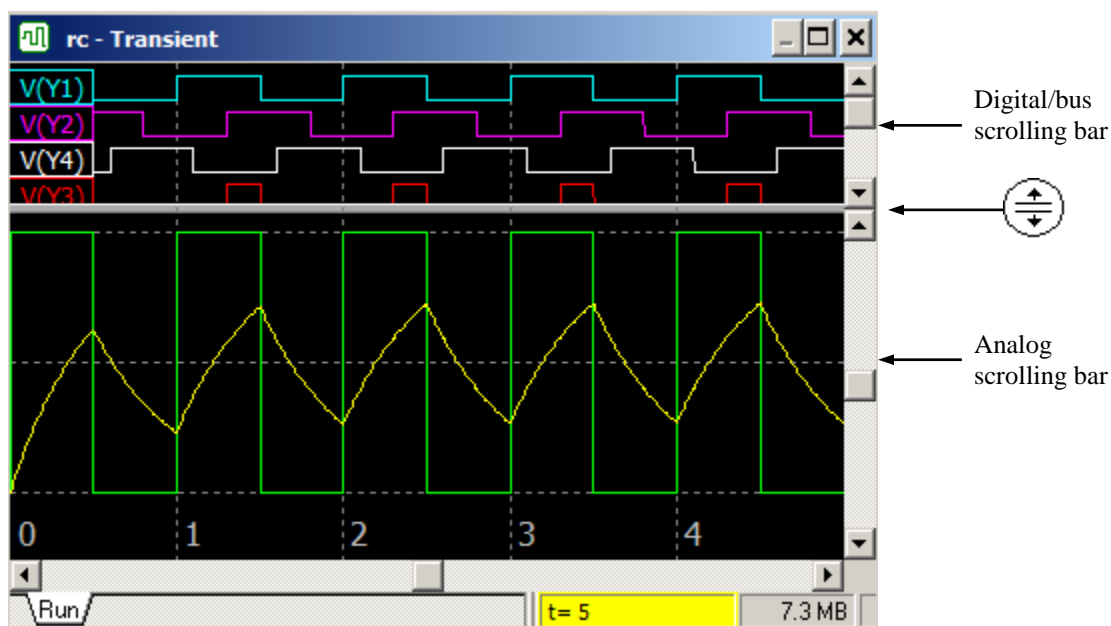 rc - Transient
V(Y1)
V(Y2)
V(Y4)
V(Y3)
Digital/bus
scrolling bar
Analog
scrolling bar
0 1 2 3 4
Run
t= 5
7.3 MB